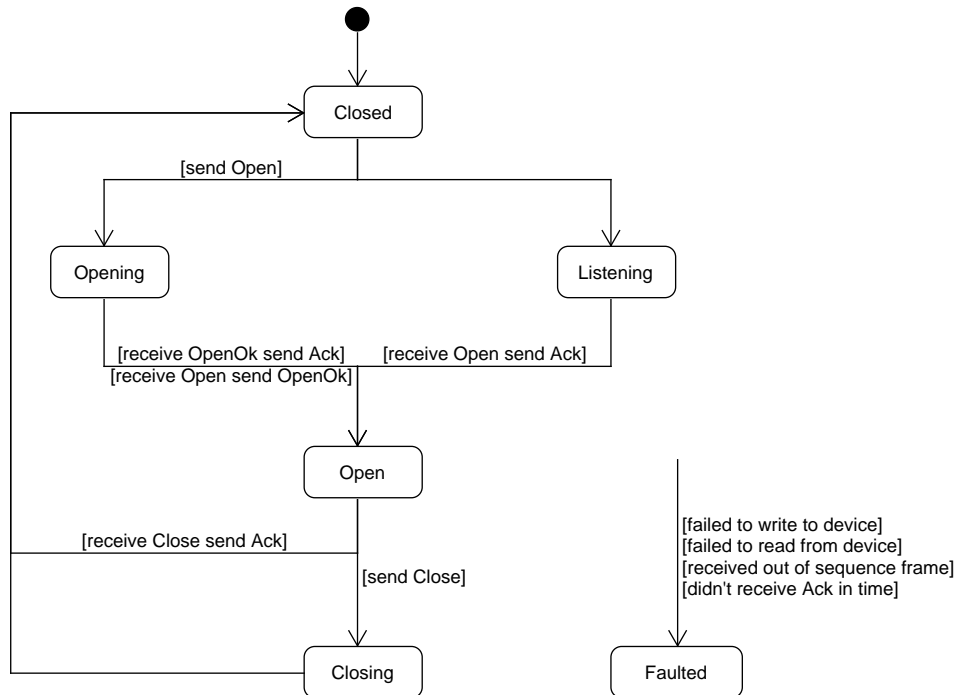 Closed
[send Open]
Opening
Listening
[receive OpenOk send Ack]
[receive Open send Ack]
[receive Open send OpenOk]
Open
[failed to write to device]
[failed to read from device]
[received out of sequence frame]
[didn't receive Ack in time]
[receive Close send Ack]
[send Close]
Closing
Faulted